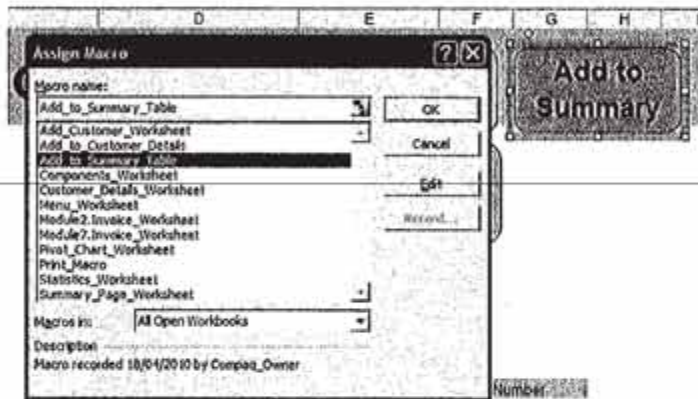 D E F G H
Assign Macro
Macro name:
Add_to_Summary_Table
OK
Add_Customer_Worksheet
Add_to_Customer_Details
Add_to_Summary_Table
Components_Worksheet
Customer_Details_Worksheet
Menu_Worksheet
Module2.Invoice_Worksheet
Module7.Invoice_Worksheet
Pivot_Chart_Worksheet
Print_Macro
Statistics_Worksheet
Summary_Page_Worksheet
Cancel
Edit
Record...
Macros in: All Open Workbooks
Description
Macro recorded 18/04/2010 by Compaq_Owner
Add to
Summary
Number